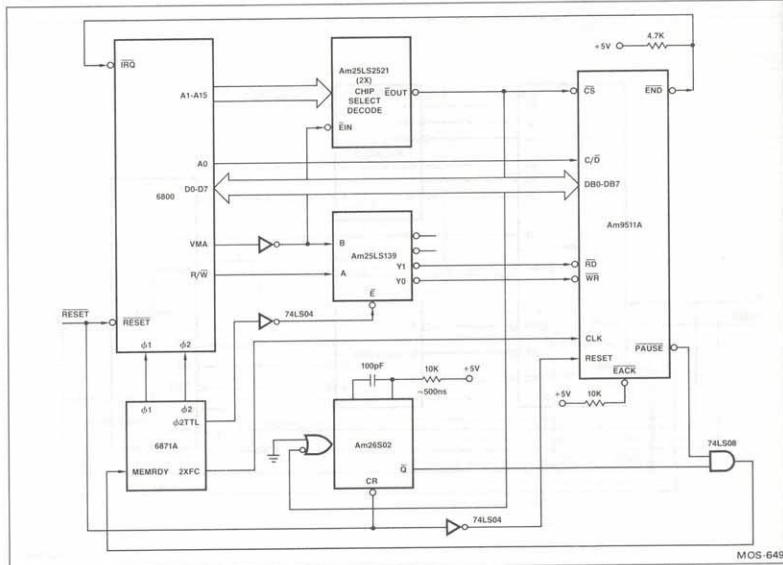 4.7K
+5V
IRQ
Am25LS2521
(2X)
CHIP
SELECT
DECODE
EOUT
EIN
A1-A15
CS
END
A0
C/D
D0-D7
DB0-DB7
6800
Am9511A
VMA
B
Am25LS139
R/W
A
Y1
Y0
RD
WR
E
74LS04
RESET
RESET
CLK
RESET
PAUSE
EACK
100pF
10K
+5V
≈500ns
+5V
10K
ϕ1
ϕ2
ϕ1
ϕ2
ϕ2TTL
6871A
MEMRDY
2XFC
Am26S02
Q
CR
74LS08
74LS04
MOS-649